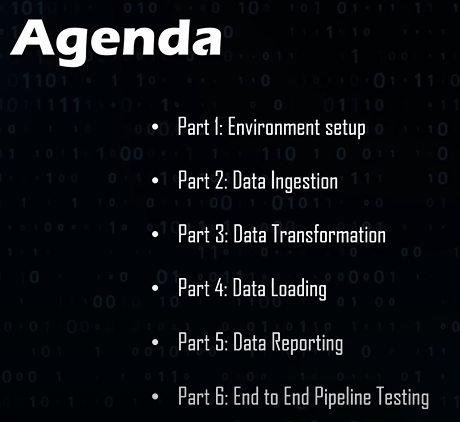 Agenda
• Part 1: Environment setup
• Part 2: Data Ingestion
• Part 3: Data Transformation
• Part 4: Data Loading
• Part 5: Data Reporting
• Part 6: End to End Pipeline Testing